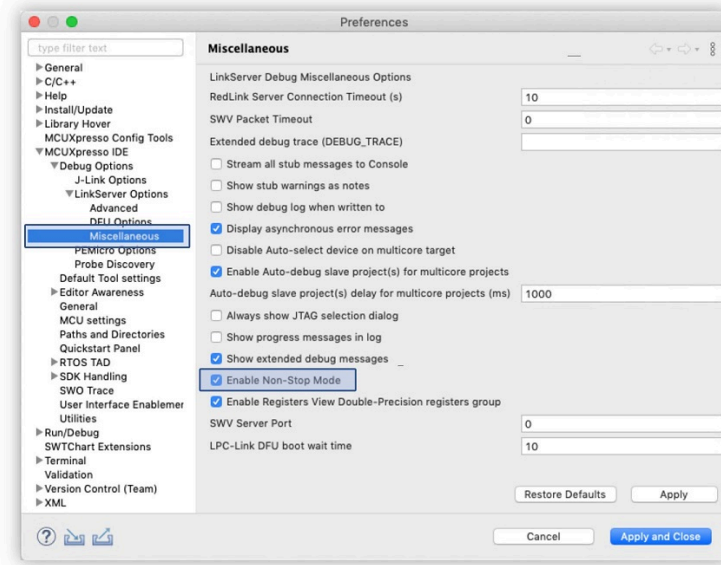 Preferences
type filter text
General
C/C++
Help
Install/Update
Library Hover
MCUXpresso Config Tools
MCUXpresso IDE
Debug Options
J-Link Options
LinkServer Options
Advanced
DFU Options
Miscellaneous
PEMicro Options
Probe Discovery
Default Tool settings
Editor Awareness
General
MCU settings
Paths and Directories
Quickstart Panel
RTOS TAD
SDK Handling
SWO Trace
User Interface Enablemer
Utilities
Run/Debug
SWTChart Extensions
Terminal
Validation
Version Control (Team)
XML
Miscellaneous
LinkServer Debug Miscellaneous Options
RedLink Server Connection Timeout (s) 10
SWV Packet Timeout 0
Extended debug trace (DEBUG_TRACE)
Stream all stub messages to Console
Show stub warnings as notes
Show debug log when written to
Display asynchronous error messages
Disable Auto-select device on multicore target
Enable Auto-debug slave project(s) for multicore projects
Auto-debug slave project(s) delay for multicore projects (ms) 1000
Always show JTAG selection dialog
Show progress messages in log
Show extended debug messages
Enable Non-Stop Mode
Enable Registers View Double-Precision registers group
SWV Server Port 0
LPC-Link DFU boot wait time 10
Restore Defaults Apply
? Cancel Apply and Close